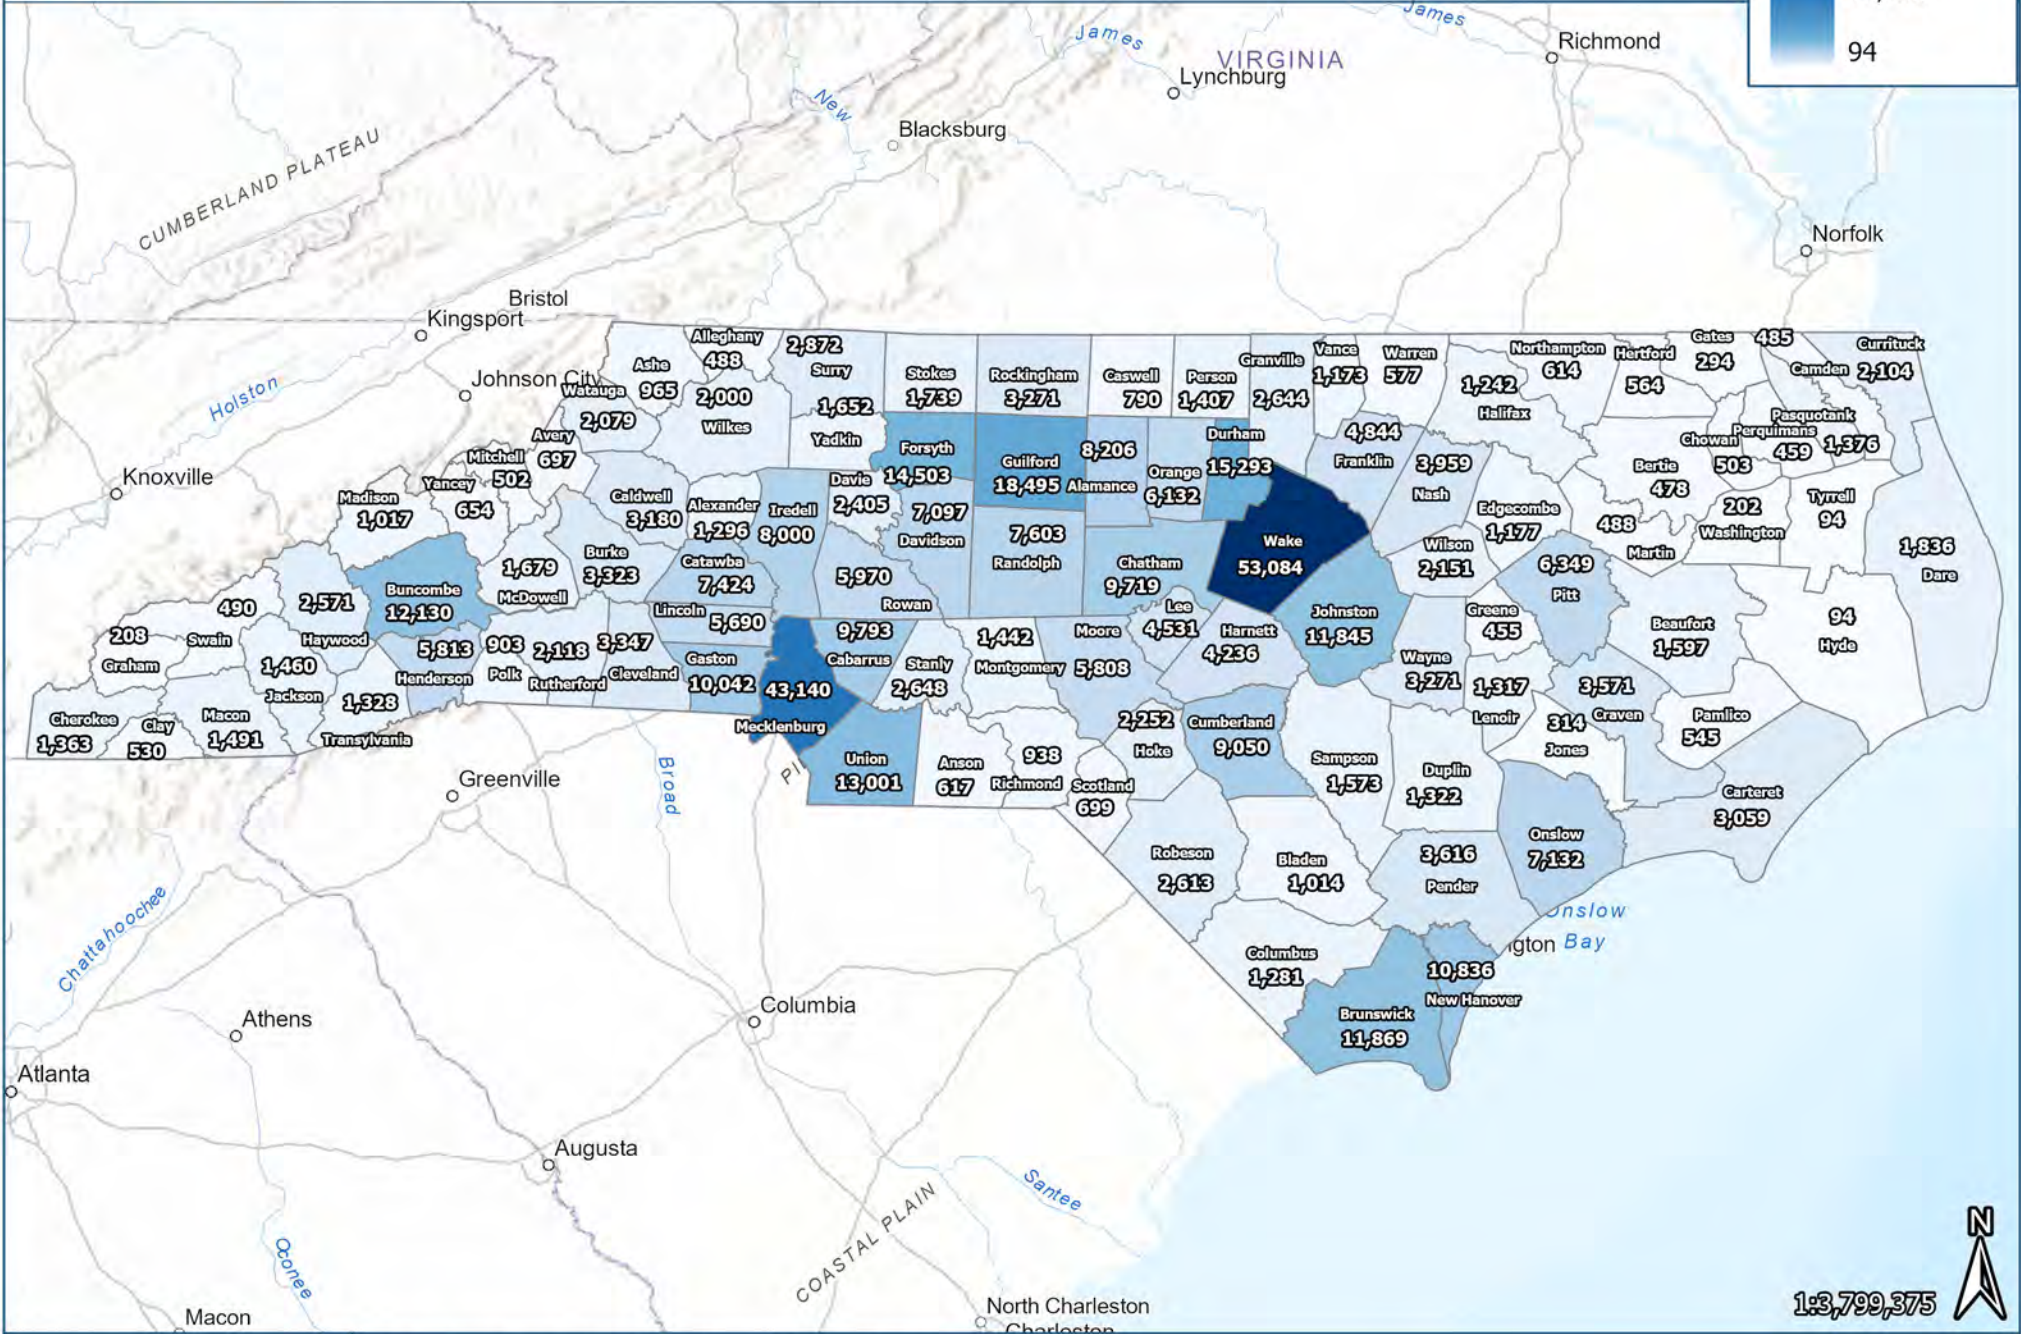 James
James
VIRGINIA
Richmond
94
Lynchburg
New
Blacksburg
CUMBERLAND PLATEAU
Norfolk
Bristol
Kingsport
Holston
Johnson City
Knoxville
Alleghany
488
2,872
Surry
Ashe
965
Watauga
2,079
2,000
Wilkes
1,652
Yadkin
Stokes
1,739
Rockingham
3,271
Caswell
790
Person
1,407
Granville
2,644
Vance
1,173
Warren
577
1,242
Halifax
Northampton
614
Hertford
564
Gates
294
485
Camden
Currituck
2,104
Pasquotank
1,376
Perquimans
459
Chowan
503
Bertie
478
Avery
697
Mitchell
502
Yancey
654
Madison
1,017
Caldwell
3,180
Alexander
1,296
Iredell
8,000
Davie
2,405
Forsyth
14,503
Guilford
18,495
8,206
Alamance
Orange
6,132
Durham
15,293
4,844
Franklin
3,959
Nash
Edgecombe
1,177
488
Martin
202
Washington
Tyrrell
94
1,836
Dare
7,097
Davidson
7,603
Randolph
Wake
53,084
Wilson
2,151
6,349
Pitt
Buncombe
12,130
1,679
McDowell
Burke
3,323
Catawba
7,424
5,970
Rowan
Chatham
9,719
Lee
4,531
Harnett
4,236
Johnston
11,845
Greene
455
Beaufort
1,597
94
Hyde
490
Swain
208
Graham
2,571
Haywood
1,460
Jackson
5,813
Henderson
903
Polk
2,118
Rutherford
3,347
Cleveland
Lincoln
5,690
Gaston
10,042
43,140
Mecklenburg
9,793
Cabarrus
Stanly
2,648
1,442
Montgomery
Moore
5,808
Wayne
3,271
1,317
Lenoir
3,571
Craven
Pamlico
545
314
Jones
Cherokee
1,363
Clay
530
Macon
1,491
1,328
Transylvania
Union
13,001
Anson
617
938
Richmond
Scotland
699
2,252
Hoke
Cumberland
9,050
Sampson
1,573
Duplin
1,322
Onslow
7,132
Carteret
3,059
Robeson
2,613
Bladen
1,014
3,616
Pender
Columbus
1,281
Brunswick
11,869
10,836
New Hanover
Onslow
Bay
ngton
PI
Broad
Greenville
Chattahoochee
Athens
Atlanta
Columbia
Augusta
Santee
COASTAL PLAIN
Oconee
Macon
North Charleston
Charleston
N
1:3,799,375